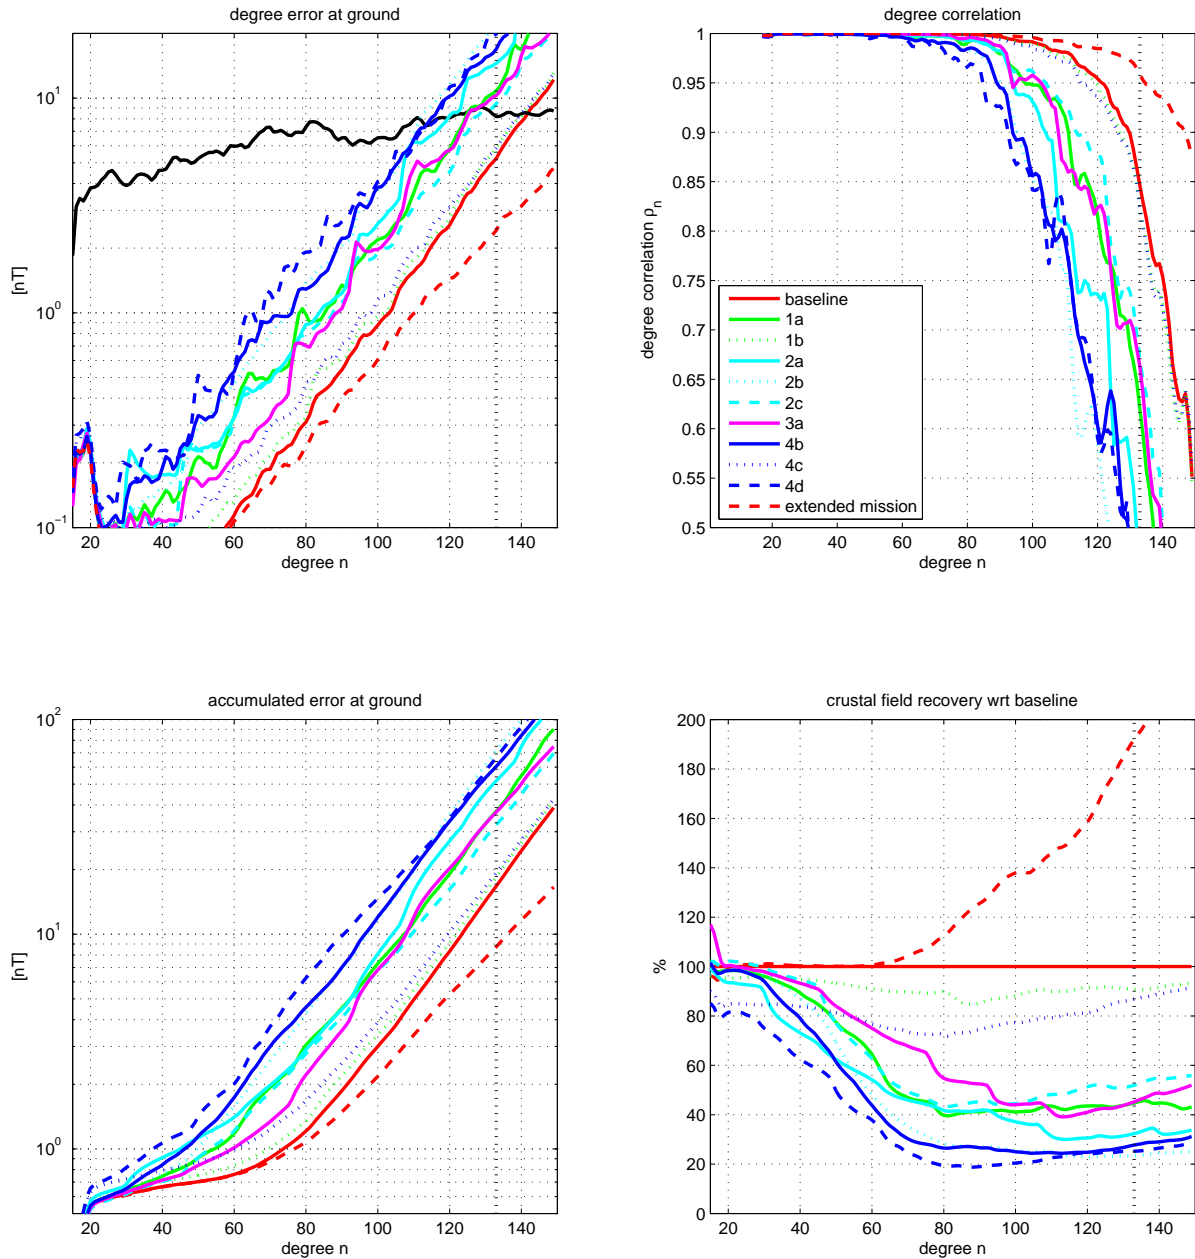 degree error at ground
10^1
10^0
10^-1
[nT]
20 40 60 80 100 120 140
degree n
degree correlation
1
0.95
0.9
0.85
0.8
0.75
0.7
0.65
0.6
0.55
0.5
degree correlation ρ_n
baseline
1a
1b
2a
2b
2c
3a
4b
4c
4d
extended mission
20 40 60 80 100 120 140
degree n
accumulated error at ground
10^2
10^1
10^0
[nT]
20 40 60 80 100 120 140
degree n
crustal field recovery wrt baseline
200
180
160
140
120
100
80
60
40
20
0
%
20 40 60 80 100 120 140
degree n